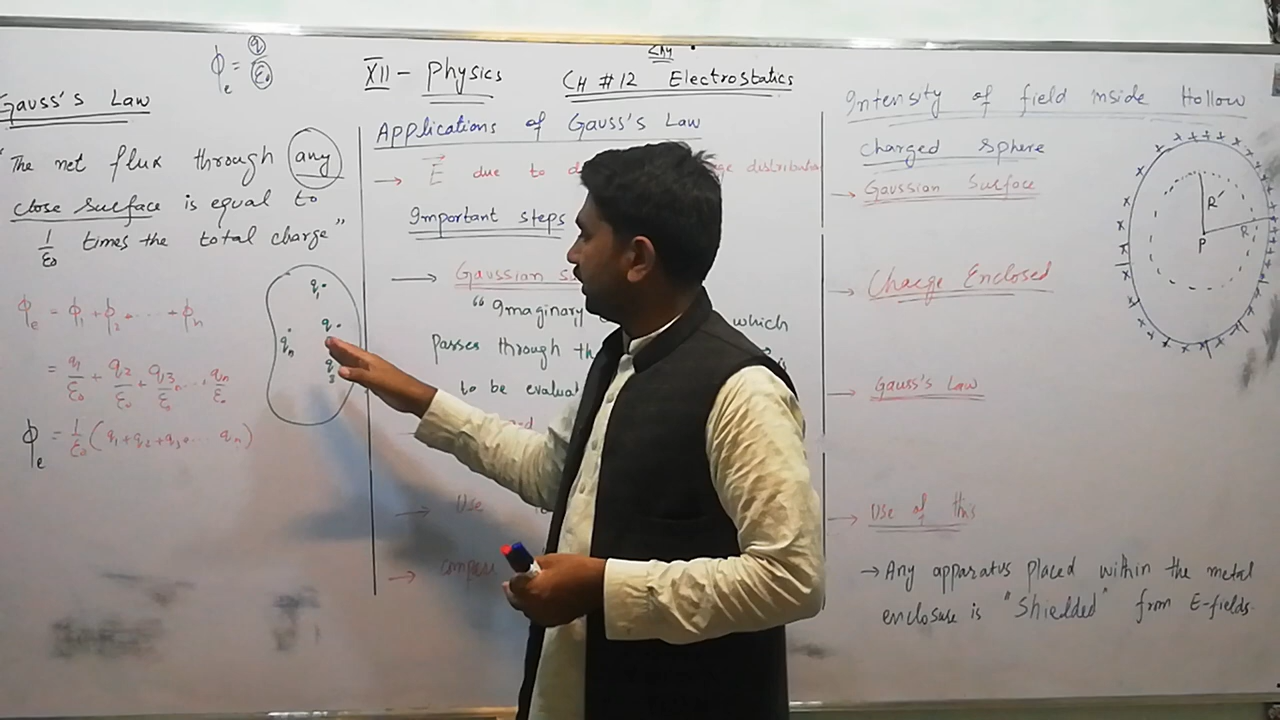 ϕe = q/ε₀
XII - Physics CH # 12 Electrostatics
Gauss's Law
"The net flux through any
close surface is equal to
1/ε₀ times the total charge"
ϕe = ϕ1 + ϕ2 + ..... + ϕn
= q1/ε₀ + q2/ε₀ + q3/ε₀ ..... qn/ε₀
ϕe = 1/ε₀ (q1 + q2 + q3 + ..... qn)
q1
q
qn
q3
Applications of Gauss's Law
→ E⃗ due to distribution
Important steps
→ Gaussian
"Imaginary which
passes through
to be evalua
→ Use
→
Intensity of field inside Hollow
charged sphere
→ Gaussian Surface
→ Charge Enclosed
→ Gauss's Law
→ Use of this
→ Any apparatus placed within the metal
enclosure is "Shielded" from E-fields.
R'
R
P